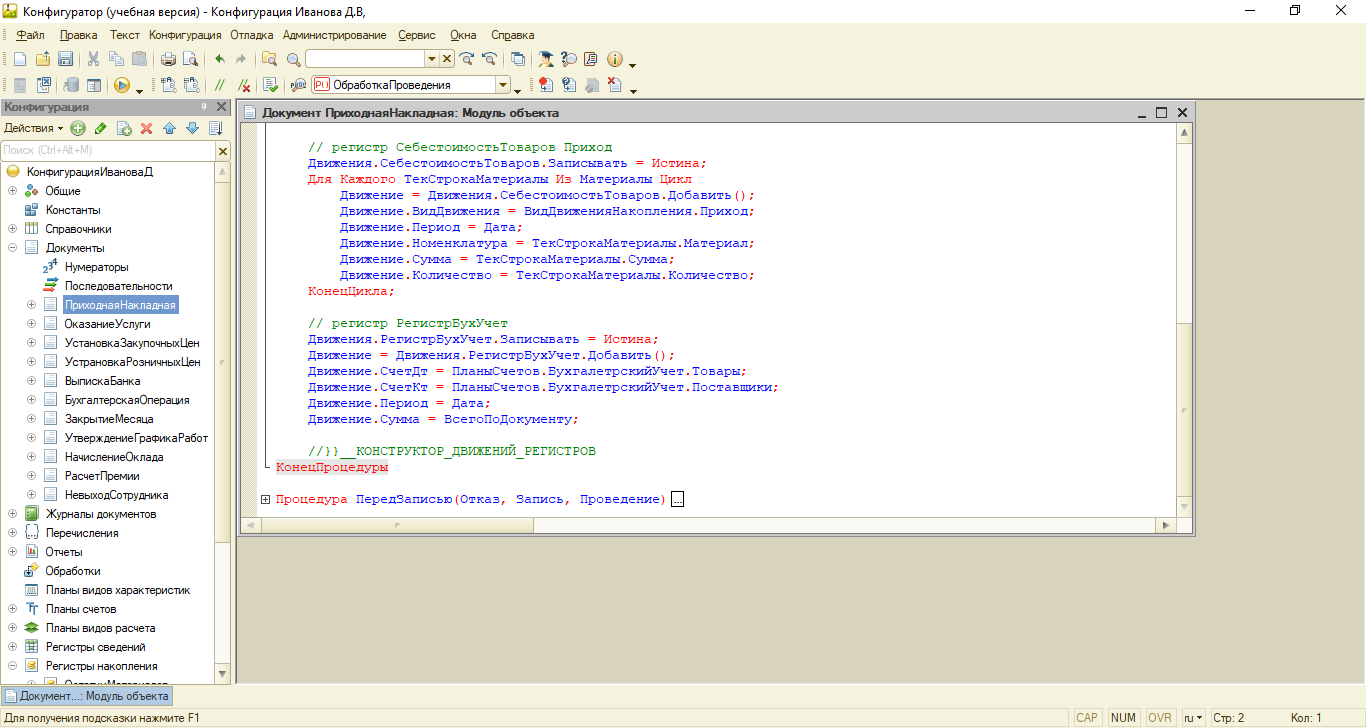 Конфигуратор (учебная версия) - Конфигурация Иванова Д.В,
Файл Правка Текст Конфигурация Отладка Администрирование Сервис Окна Справка
ОбработкаПроведения
Конфигурация
Действия
Поиск (Ctrl+Alt+M)
КонфигурацияИвановаД
Общие
Константы
Справочники
Документы
Нумераторы
Последовательности
ПриходнаяНакладная
ОказаниеУслуги
УстановкаЗакупочныхЦен
УстрановкаРозничныхЦен
ВыпискаБанка
БухгалтерскаяОперация
ЗакрытиеМесяца
УтверждениеГрафикаРабот
НачислениеОклада
РасчетПремии
НевыходСотрудника
Журналы документов
Перечисления
Отчеты
Обработки
Планы видов характеристик
Планы счетов
Планы видов расчета
Регистры сведений
Регистры накопления
Документ ПриходнаяНакладная: Модуль объекта
// регистр СебестоимостьТоваров Приход
Движения.СебестоимостьТоваров.Записывать = Истина;
Для Каждого ТекСтрокаМатериалы Из Материалы Цикл
Движение = Движения.СебестоимостьТоваров.Добавить();
Движение.ВидДвижения = ВидДвиженияНакопления.Приход;
Движение.Период = Дата;
Движение.Номенклатура = ТекСтрокаМатериалы.Материал;
Движение.Сумма = ТекСтрокаМатериалы.Сумма;
Движение.Количество = ТекСтрокаМатериалы.Количество;
КонецЦикла;
// регистр РегистрБухУчет
Движения.РегистрБухУчет.Записывать = Истина;
Движение = Движения.РегистрБухУчет.Добавить();
Движение.СчетДт = ПланыСчетов.БухгалетрскийУчет.Товары;
Движение.СчетКт = ПланыСчетов.БухгалетрскийУчет.Поставщики;
Движение.Период = Дата;
Движение.Сумма = ВсегоПоДокументу;
//}}__КОНСТРУКТОР_ДВИЖЕНИЙ_РЕГИСТРОВ
КонецПроцедуры
Процедура ПередЗаписью(Отказ, Запись, Проведение) ...
Документ...: Модуль объекта
Для получения подсказки нажмите F1
CAP NUM OVR ru Стр: 2 Кол: 1